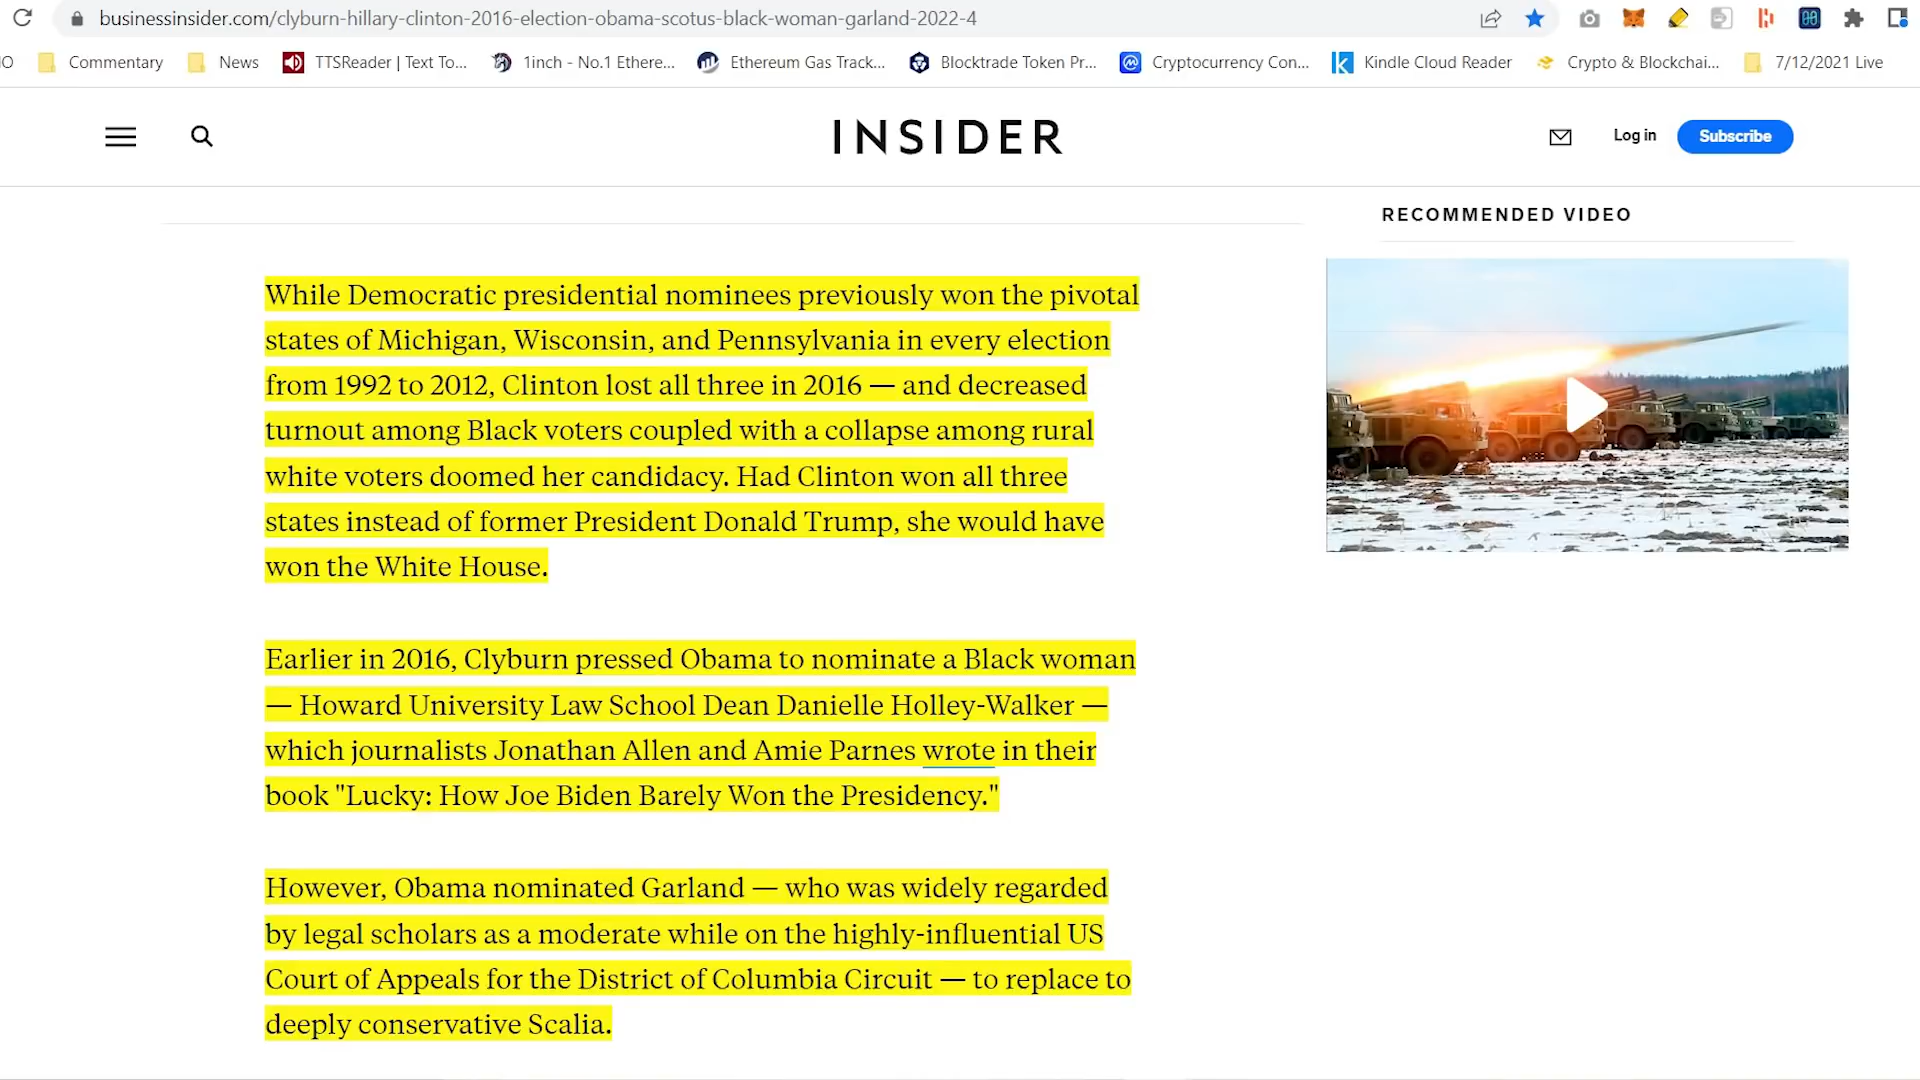 businessinsider.com/clyburn-hillary-clinton-2016-election-obama-scotus-black-woman-garland-2022-4
Commentary
News
TTSReader | Text To...
1inch - No.1 Ethere...
Ethereum Gas Track...
Blocktrade Token Pr...
Cryptocurrency Con...
Kindle Cloud Reader
Crypto & Blockchai...
7/12/2021 Live
INSIDER
Log in
Subscribe
RECOMMENDED VIDEO
While Democratic presidential nominees previously won the pivotal
states of Michigan, Wisconsin, and Pennsylvania in every election
from 1992 to 2012, Clinton lost all three in 2016 — and decreased
turnout among Black voters coupled with a collapse among rural
white voters doomed her candidacy. Had Clinton won all three
states instead of former President Donald Trump, she would have
won the White House.
Earlier in 2016, Clyburn pressed Obama to nominate a Black woman
— Howard University Law School Dean Danielle Holley-Walker —
which journalists Jonathan Allen and Amie Parnes wrote in their
book "Lucky: How Joe Biden Barely Won the Presidency."
However, Obama nominated Garland — who was widely regarded
by legal scholars as a moderate while on the highly-influential US
Court of Appeals for the District of Columbia Circuit — to replace to
deeply conservative Scalia.